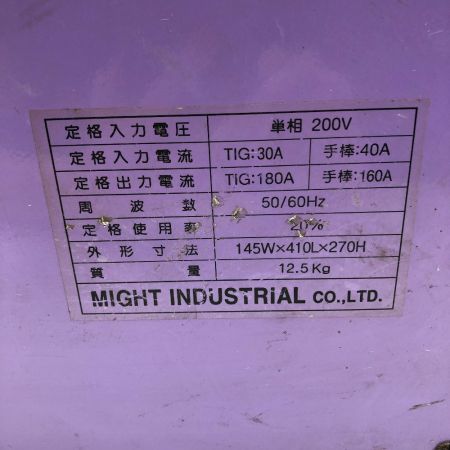 定格入力電圧 単相 200V
定格入力電流 TIG:30A 手棒:40A
定格出力電流 TIG:180A 手棒:160A
周波数 50/60Hz
定格使用率 20%
外形寸法 145W×410L×270H
質量 12.5Kg
MIGHT INDUSTRiAL CO.,LTD.